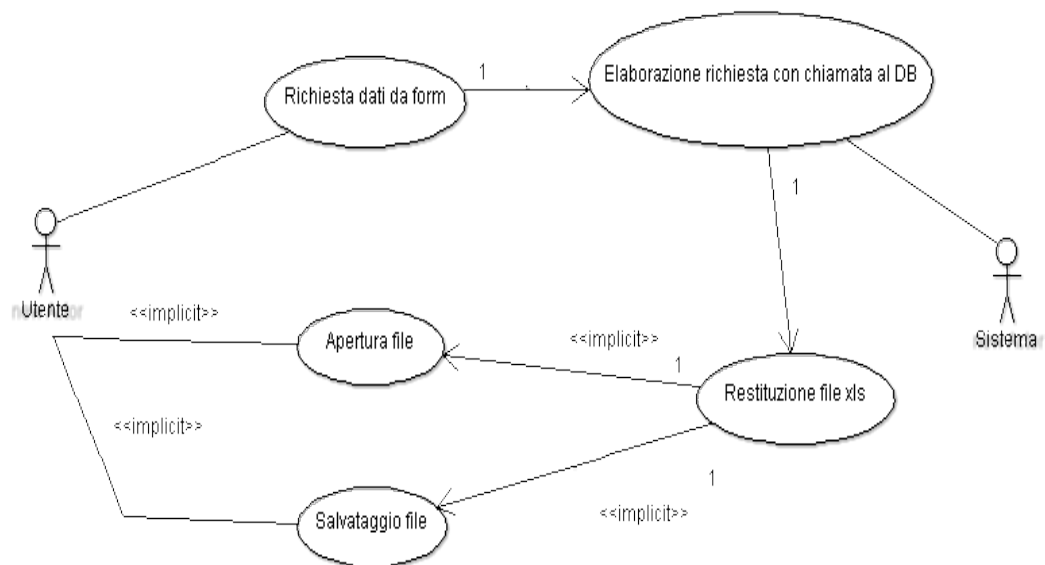 Richiesta dati da form
1
Elaborazione richiesta con chiamata al DB
1
Utente
Sistema
<<implicit>>
Apertura file
<<implicit>>
1
Restituzione file xls
<<implicit>>
Salvataggio file
1
<<implicit>>